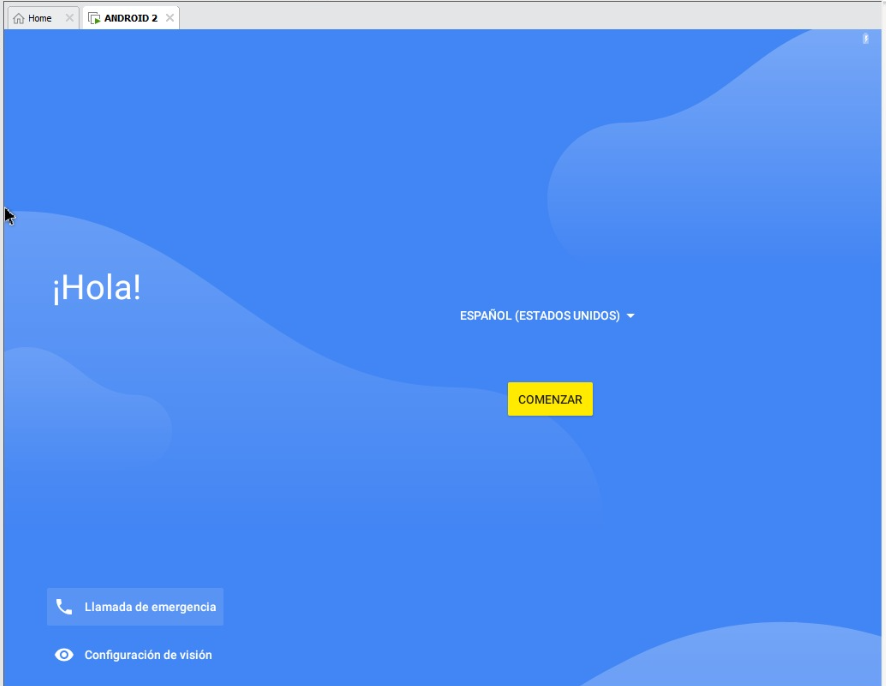 Home
ANDROID 2
¡Hola!
ESPAÑOL (ESTADOS UNIDOS)
COMENZAR
Llamada de emergencia
Configuración de visión